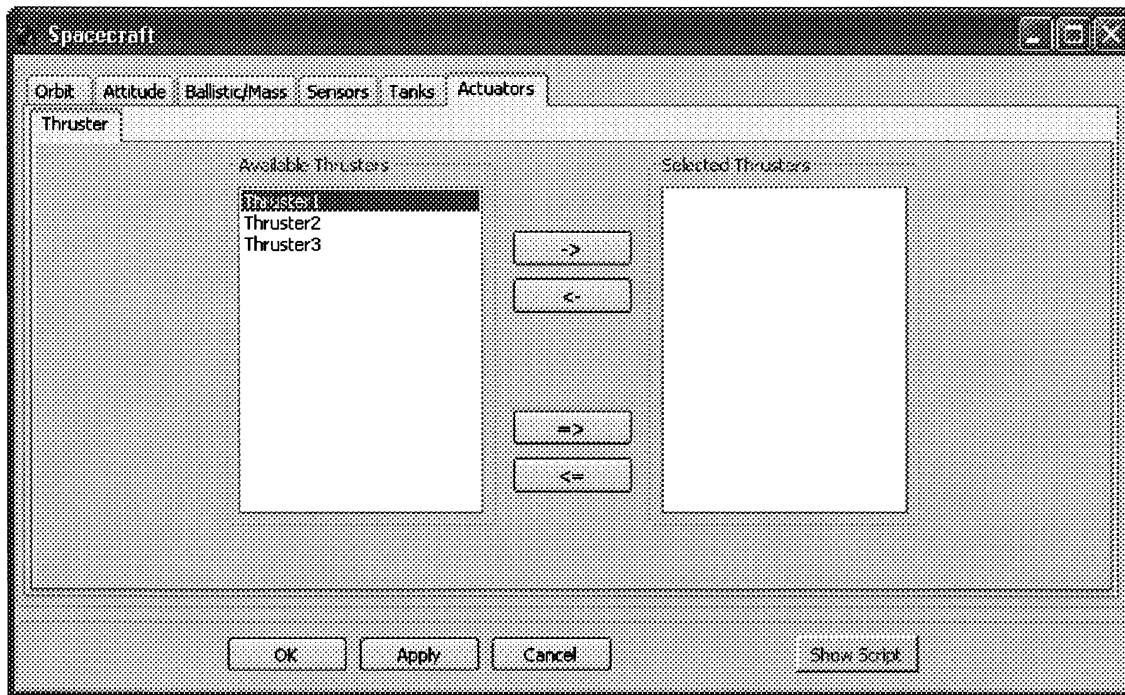 Spacecraft
Orbit Attitude Ballistic/Mass Sensors Tanks Actuators
Thruster
Available Thrusters Selected Thrusters
Thruster1
Thruster2
Thruster3
->
<-
=>
<=
OK Apply Cancel Show Script